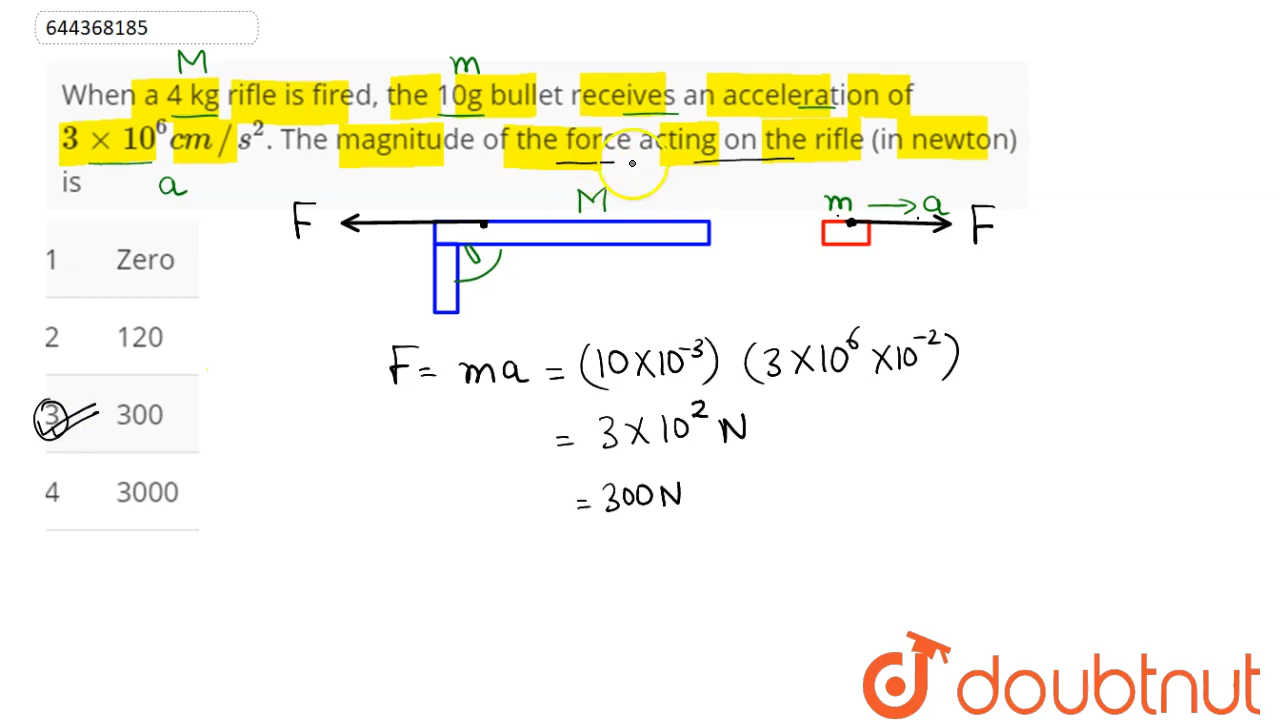 644368185
M m
When a 4 kg rifle is fired, the 10g bullet receives an acceleration of
3 × 10⁶ cm/s². The magnitude of the force acting on the rifle (in newton)
is a
M m → a
F F
1 Zero
2 120
F = ma = (10×10⁻³) (3×10⁶×10⁻²)
3 300
= 3×10² N
4 3000
= 300N
doubtnut